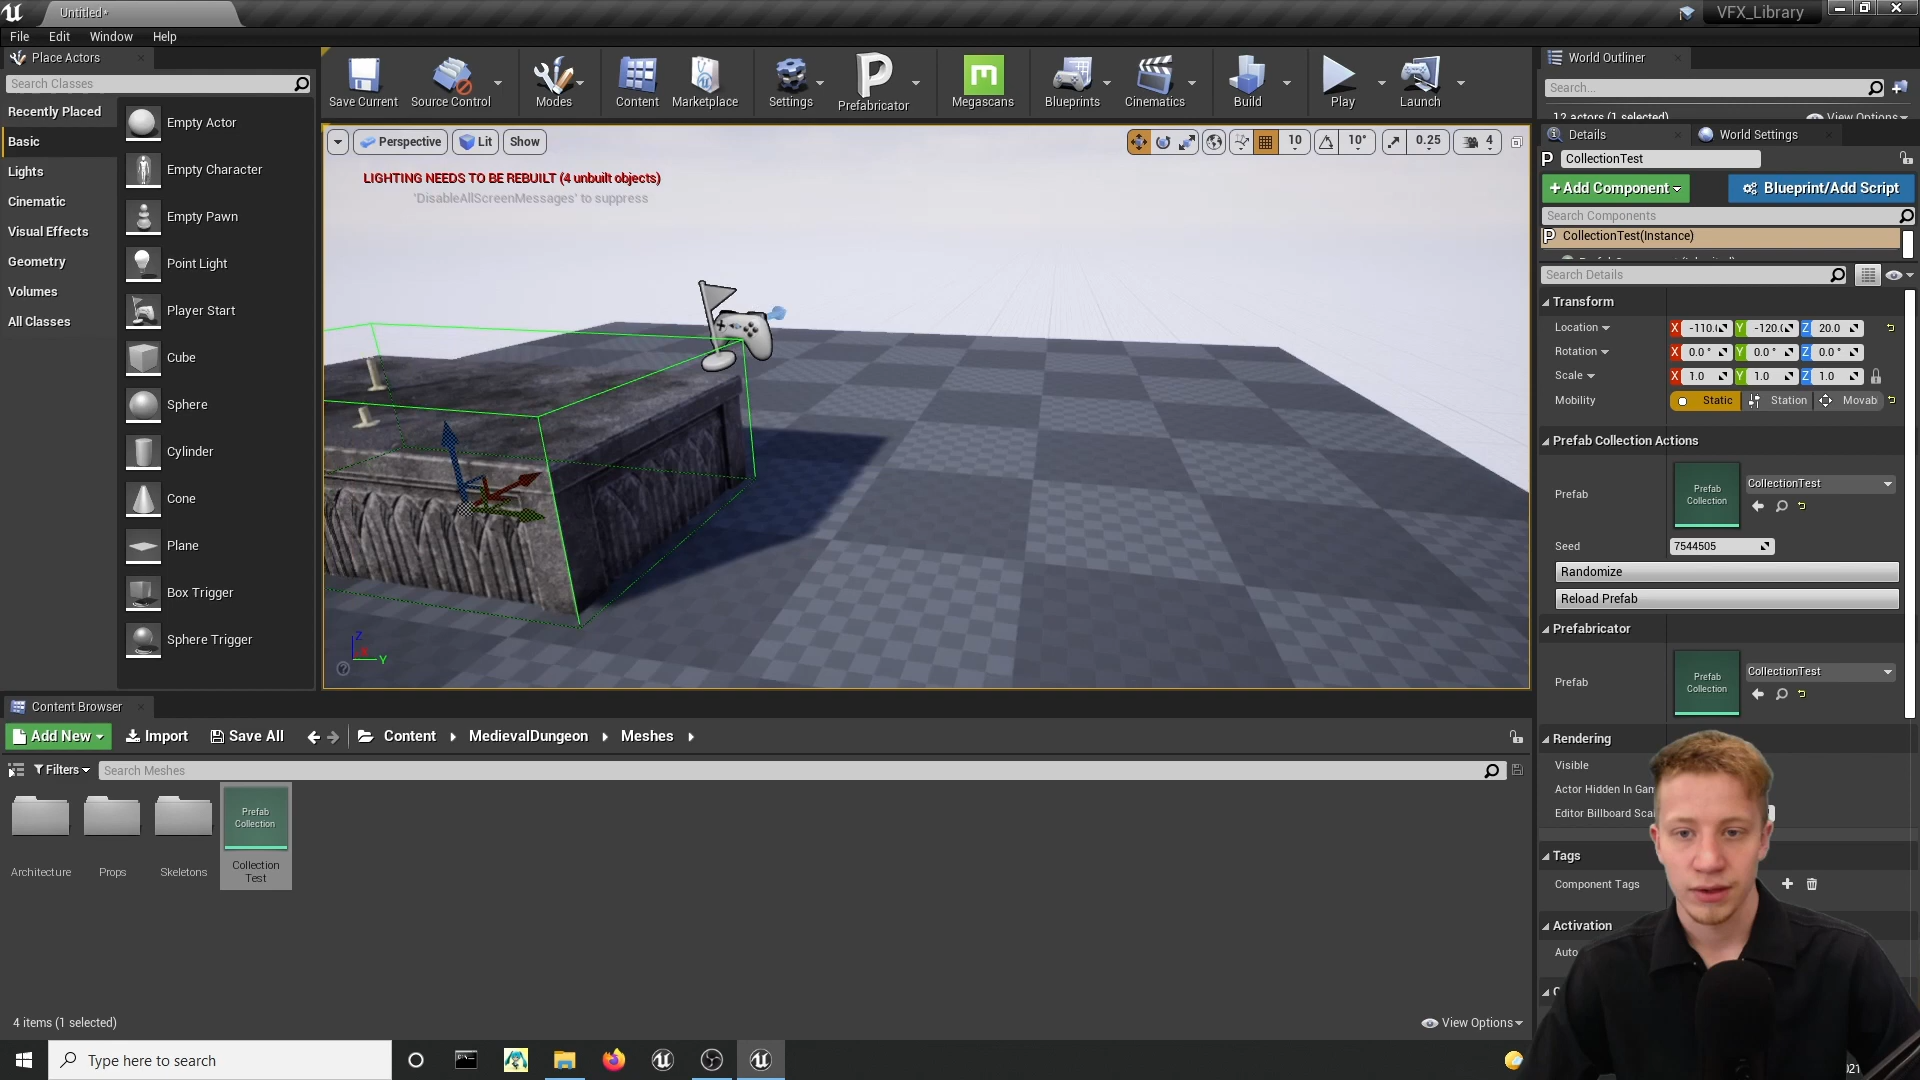 Untitled*
VFX_Library
File Edit Window Help
Place Actors
Search Classes
Recently Placed
Basic
Lights
Cinematic
Visual Effects
Geometry
Volumes
All Classes
Empty Actor
Empty Character
Empty Pawn
Point Light
Player Start
Cube
Sphere
Cylinder
Cone
Plane
Box Trigger
Sphere Trigger
Save Current Source Control Modes Content Marketplace Settings Prefabricator Megascans Blueprints Cinematics Build Play Launch
Perspective Lit Show
10 10° 0.25 4
LIGHTING NEEDS TO BE REBUILT (4 unbuilt objects)
'DisableAllScreenMessages' to suppress
Z
Y
World Outliner
Search...
12 actors (1 selected) View Options
Details World Settings
CollectionTest
+Add Component Blueprint/Add Script
Search Components
CollectionTest(Instance)
Search Details
Transform
Location X -110.0 Y -120.0 Z 20.0
Rotation X 0.0 ° Y 0.0 ° Z 0.0 °
Scale X 1.0 Y 1.0 Z 1.0
Mobility Static Station Movab
Prefab Collection Actions
Prefab Prefab Collection CollectionTest
Seed 7544505
Randomize
Reload Prefab
Prefabricator
Prefab Prefab Collection CollectionTest
Rendering
Visible
Actor Hidden In Gam
Editor Billboard Scal
Tags
Component Tags
Activation
Auto
Content Browser
Add New Import Save All Content MedievalDungeon Meshes
Filters Search Meshes
Prefab
Collection
Architecture Props Skeletons Collection
Test
4 items (1 selected) View Options
Type here to search